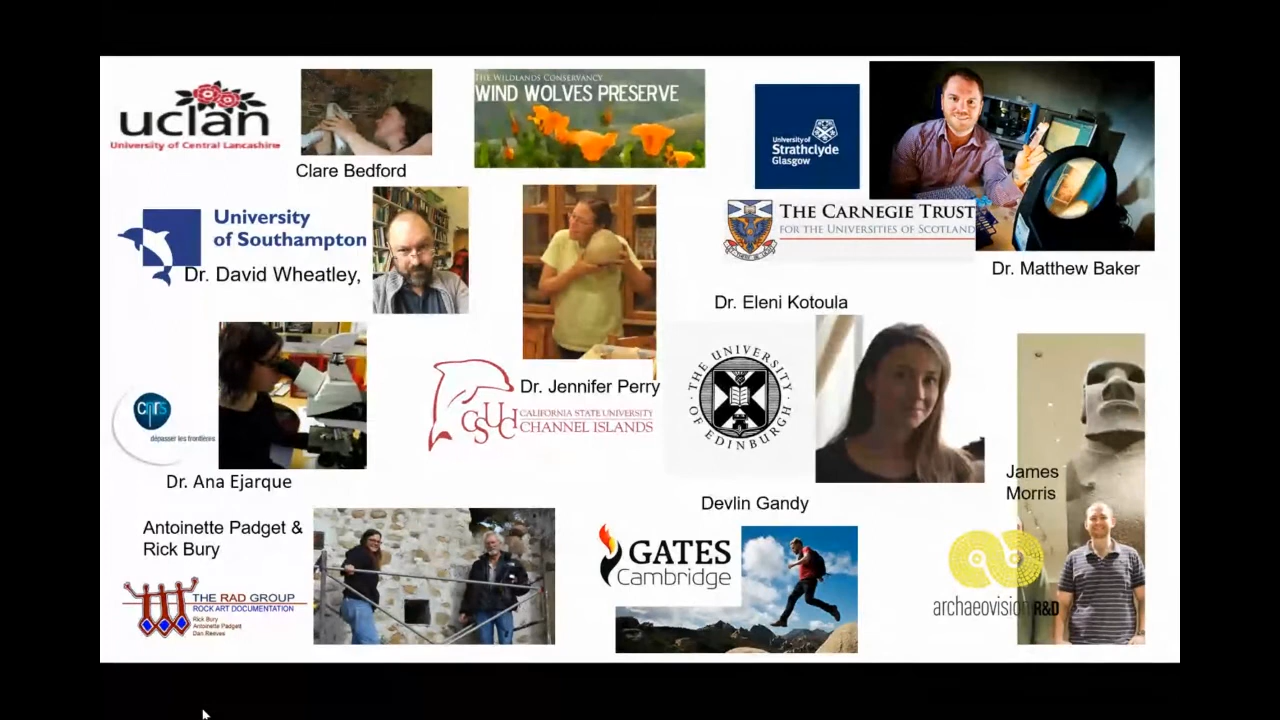 uclan
University of Central Lancashire
Clare Bedford
THE WILDLANDS CONSERVANCY
WIND WOLVES PRESERVE
University of
Strathclyde
Glasgow
University
of Southampton
Dr. David Wheatley,
THE CARNEGIE TRUST
FOR THE UNIVERSITIES OF SCOTLAND
Dr. Matthew Baker
Dr. Eleni Kotoula
Dr. Jennifer Perry
CSUCI
CALIFORNIA STATE UNIVERSITY
CHANNEL ISLANDS
THE UNIVERSITY
OF EDINBURGH
cnrs
dépasser les frontières
Dr. Ana Ejarque
James
Morris
Devlin Gandy
Antoinette Padget &
Rick Bury
GATES
Cambridge
THE RAD GROUP
ROCK ART DOCUMENTATION
Rick Bury
Antoinette Padgett
Dan Reeves
archaeovision R&D